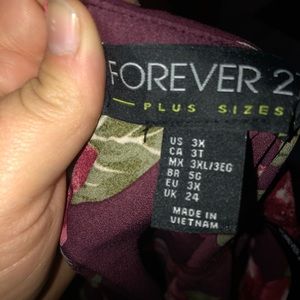 FOREVER 2
PLUS SIZES
US 3X
CA 3T
MX 3XL/3EG
BR 5G
EU 3X
UK 24
MADE IN
VIETNAM